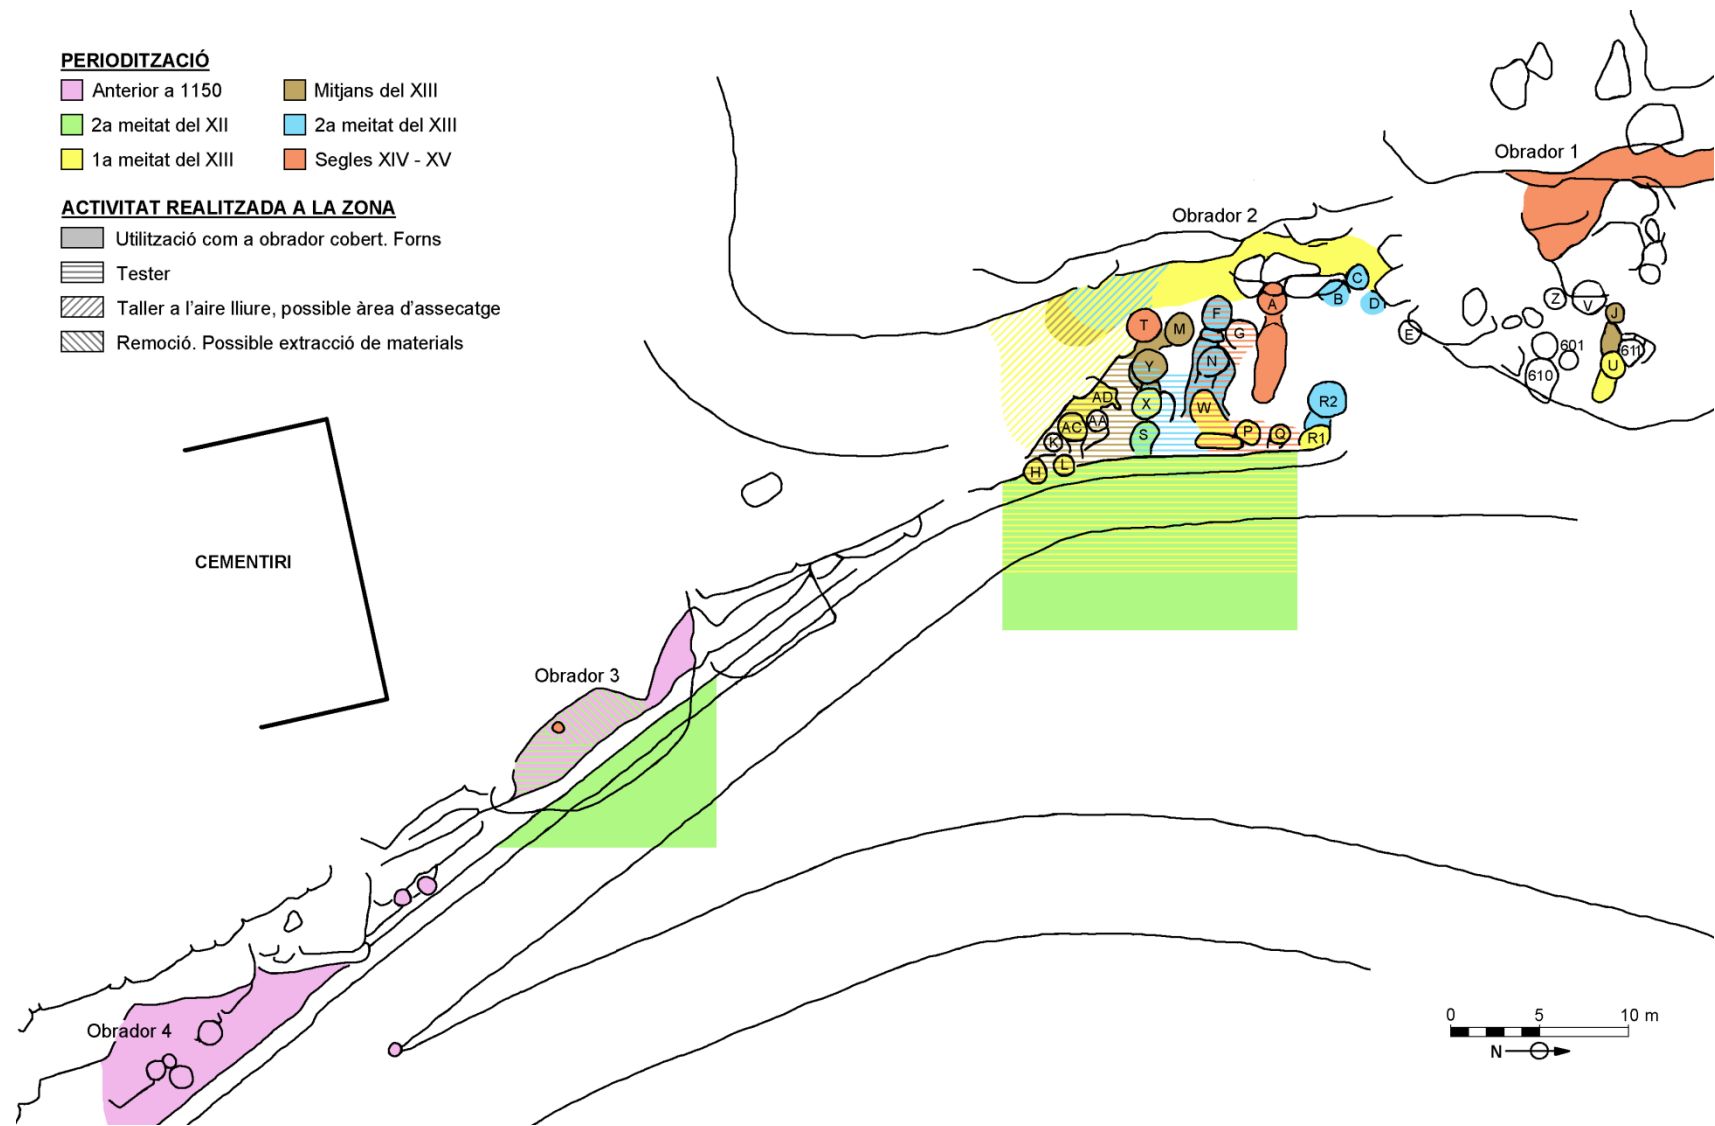 PERIODITZACIÓ
Anterior a 1150
Mitjans del XIII
2a meitat del XII
2a meitat del XIII
1a meitat del XIII
Segles XIV - XV
ACTIVITAT REALITZADA A LA ZONA
Utilització com a obrador cobert. Forns
Tester
Taller a l'aire lliure, possible àrea d'assecatge
Remoció. Possible extracció de materials
Obrador 1
Obrador 2
C
B
D
Z
V
A
J
F
T
M
G
E
601
611
N
Y
U
610
AD
X
W
R2
AA
AC
K
S
P
Q
R1
H
L
CEMENTIRI
Obrador 3
Obrador 4
0 5 10 m
N